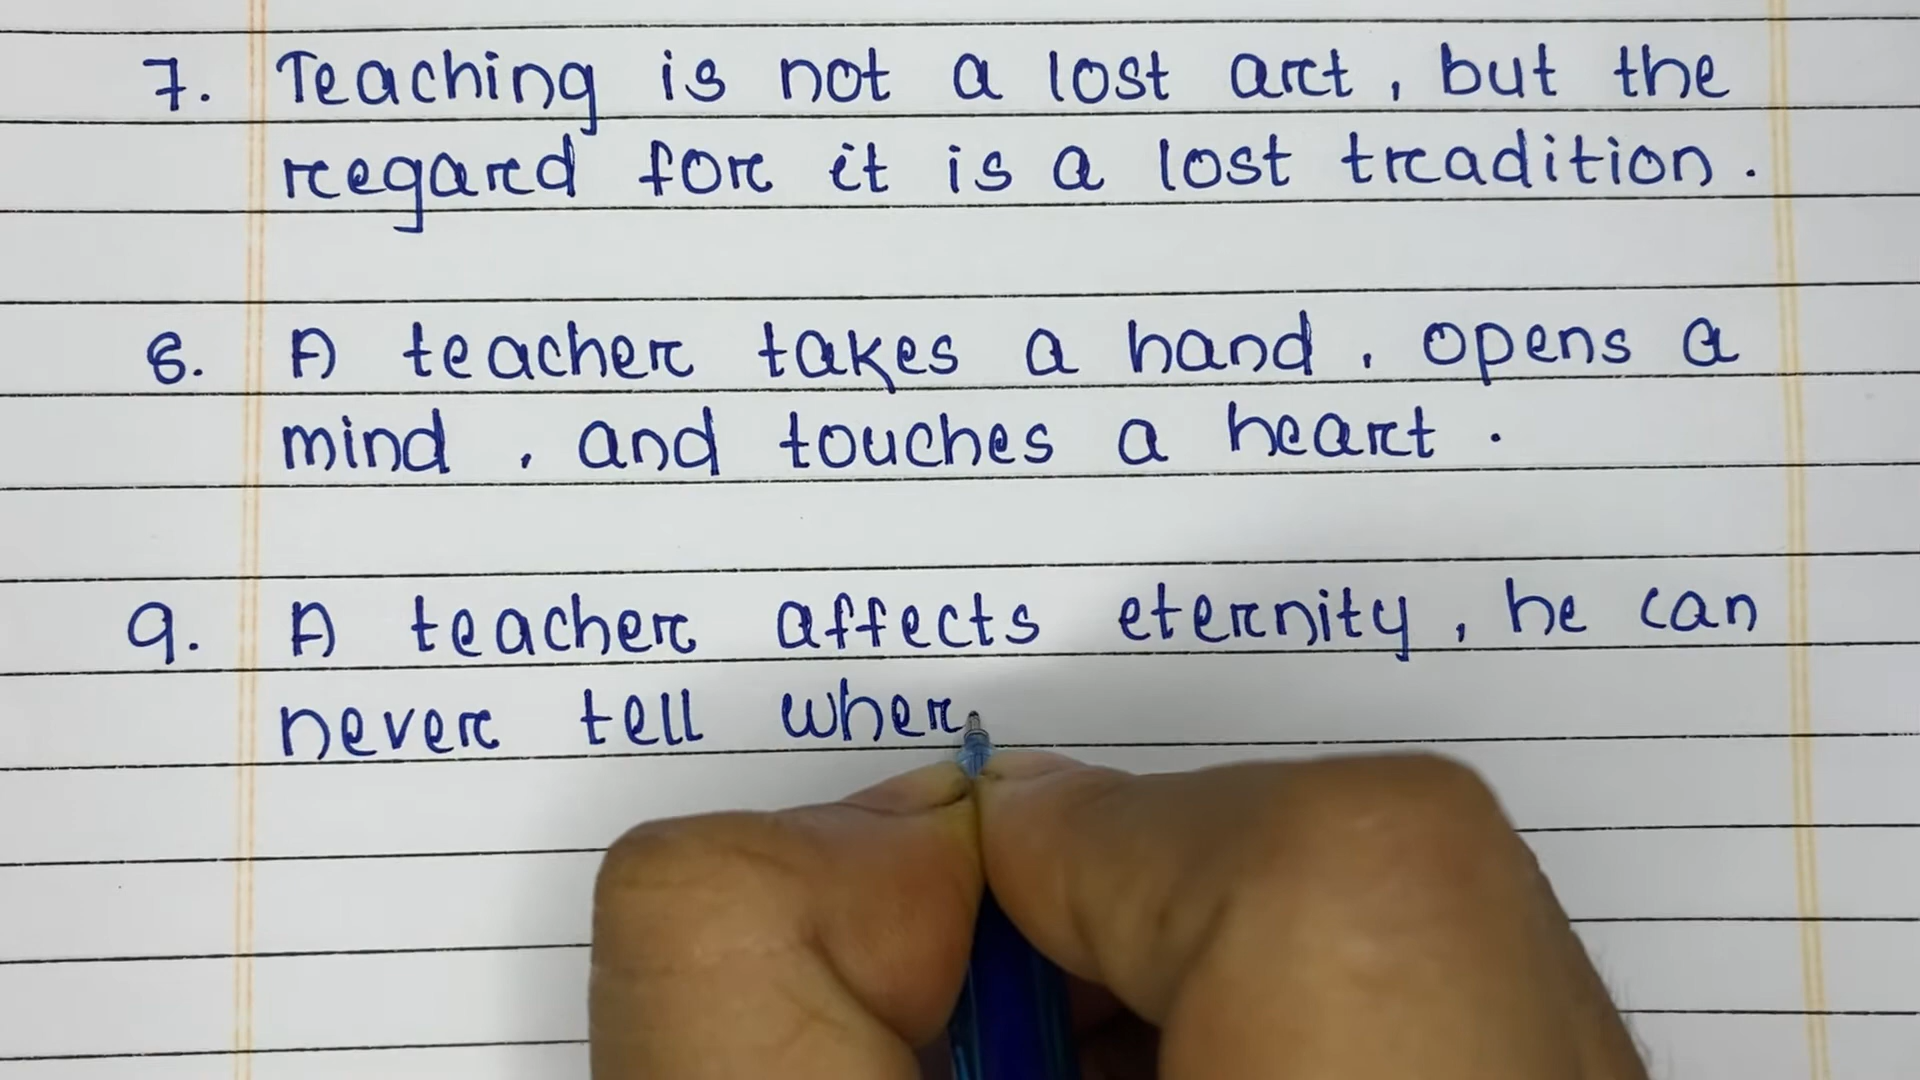 7. Teaching is not a lost art, but the
regard for it is a lost tradition.
8. A teacher takes a hand, opens a
mind, and touches a heart.
9. A teacher affects eternity, he can
never tell wher